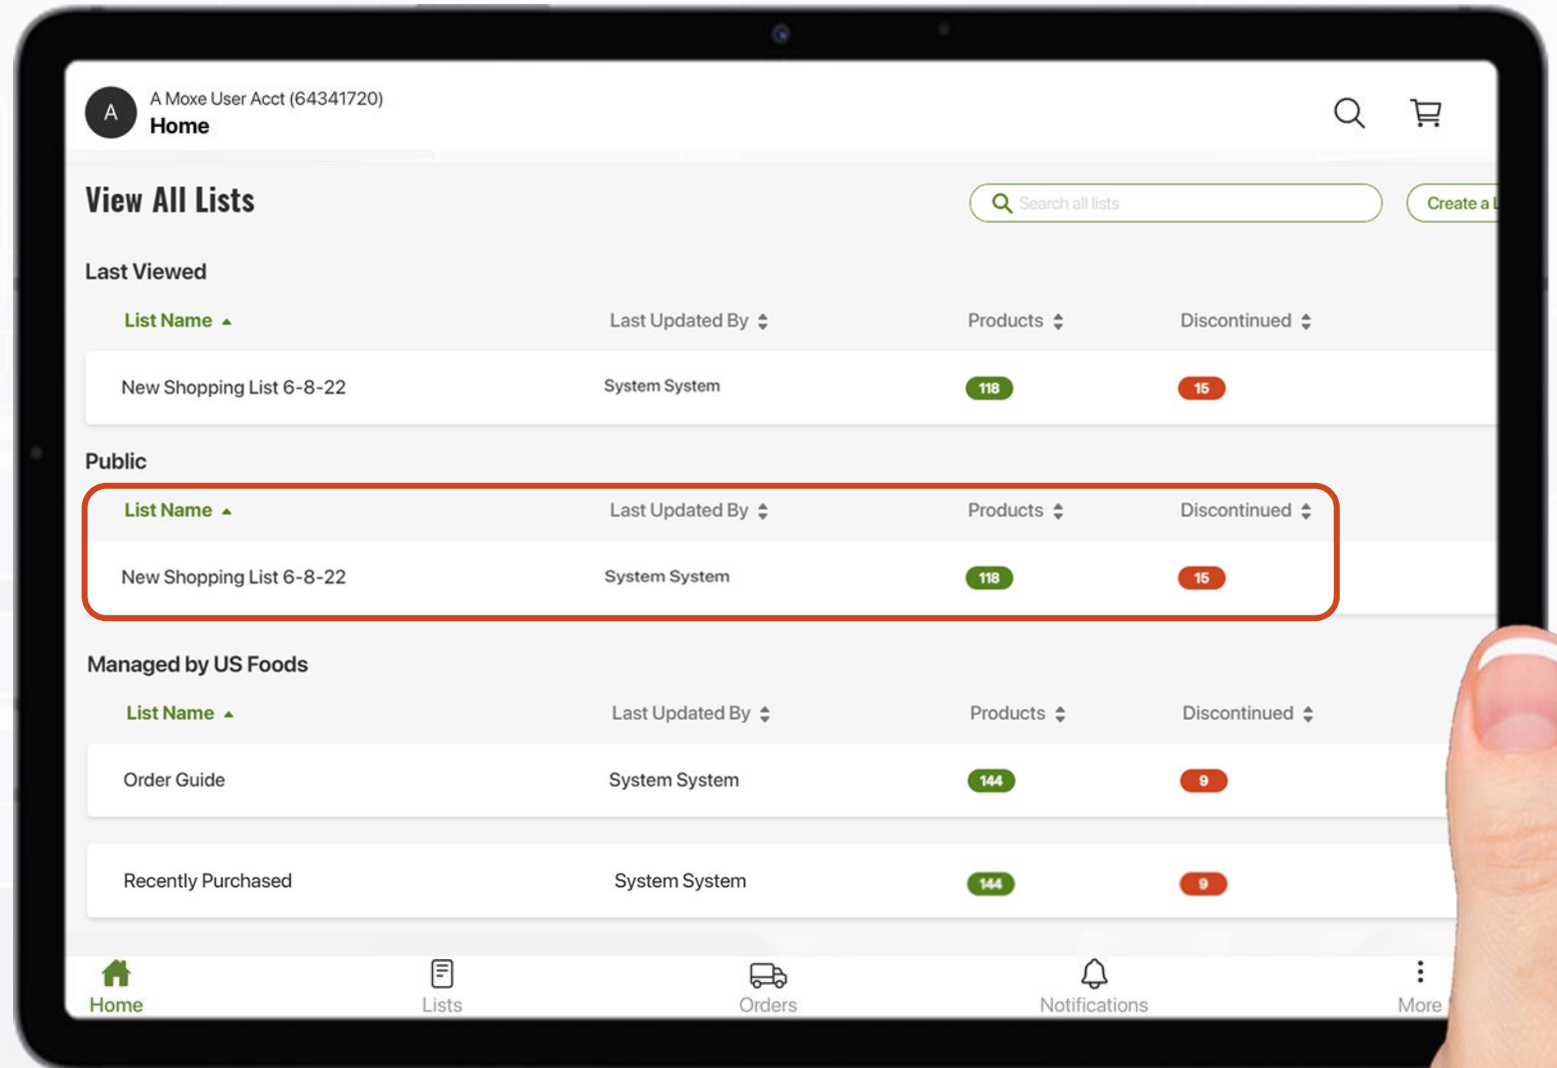 A
A Moxe User Acct (64341720)
Home
View All Lists
Search all lists
Create a
Last Viewed
List Name Last Updated By Products Discontinued
New Shopping List 6-8-22 System System 118 15
Public
List Name Last Updated By Products Discontinued
New Shopping List 6-8-22 System System 118 15
Managed by US Foods
List Name Last Updated By Products Discontinued
Order Guide System System 144 9
Recently Purchased System System 144 9
Home Lists Orders Notifications More